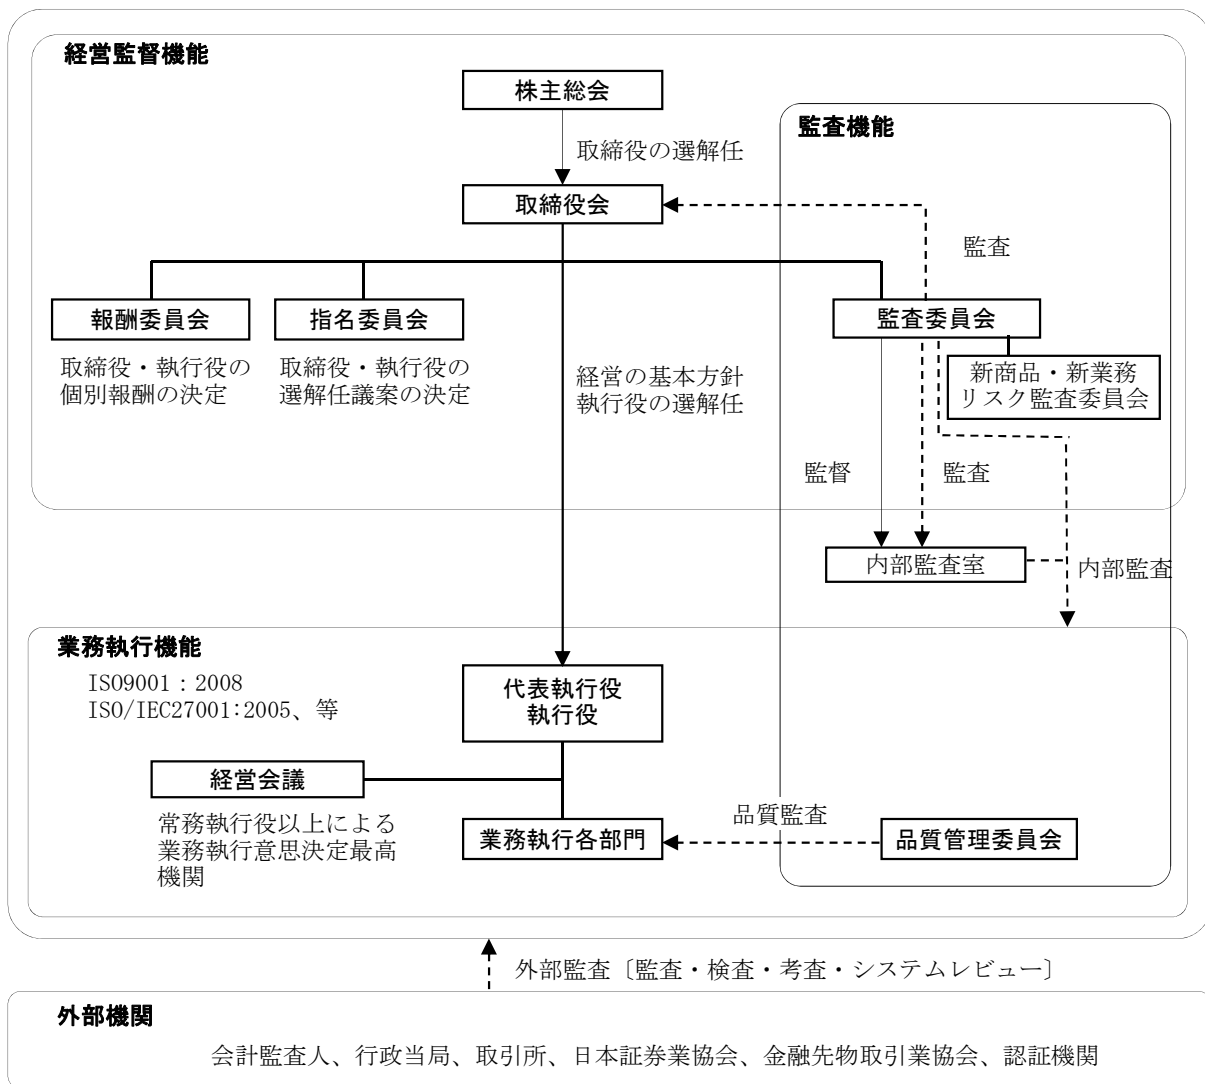 経営監督機能
株主総会
監査機能
取締役の選解任
取締役会
監査
報酬委員会
指名委員会
監査委員会
取締役・執行役の
個別報酬の決定
取締役・執行役の
選解任議案の決定
経営の基本方針
執行役の選解任
新商品・新業務
リスク監査委員会
監督
監査
内部監査室
内部監査
業務執行機能
ISO9001：2008
ISO/IEC27001:2005、等
代表執行役
執行役
経営会議
常務執行役以上による
業務執行意思決定最高
機関
業務執行各部門
品質監査
品質管理委員会
外部監査〔監査・検査・考査・システムレビュー〕
外部機関
会計監査人、行政当局、取引所、日本証券業協会、金融先物取引業協会、認証機関